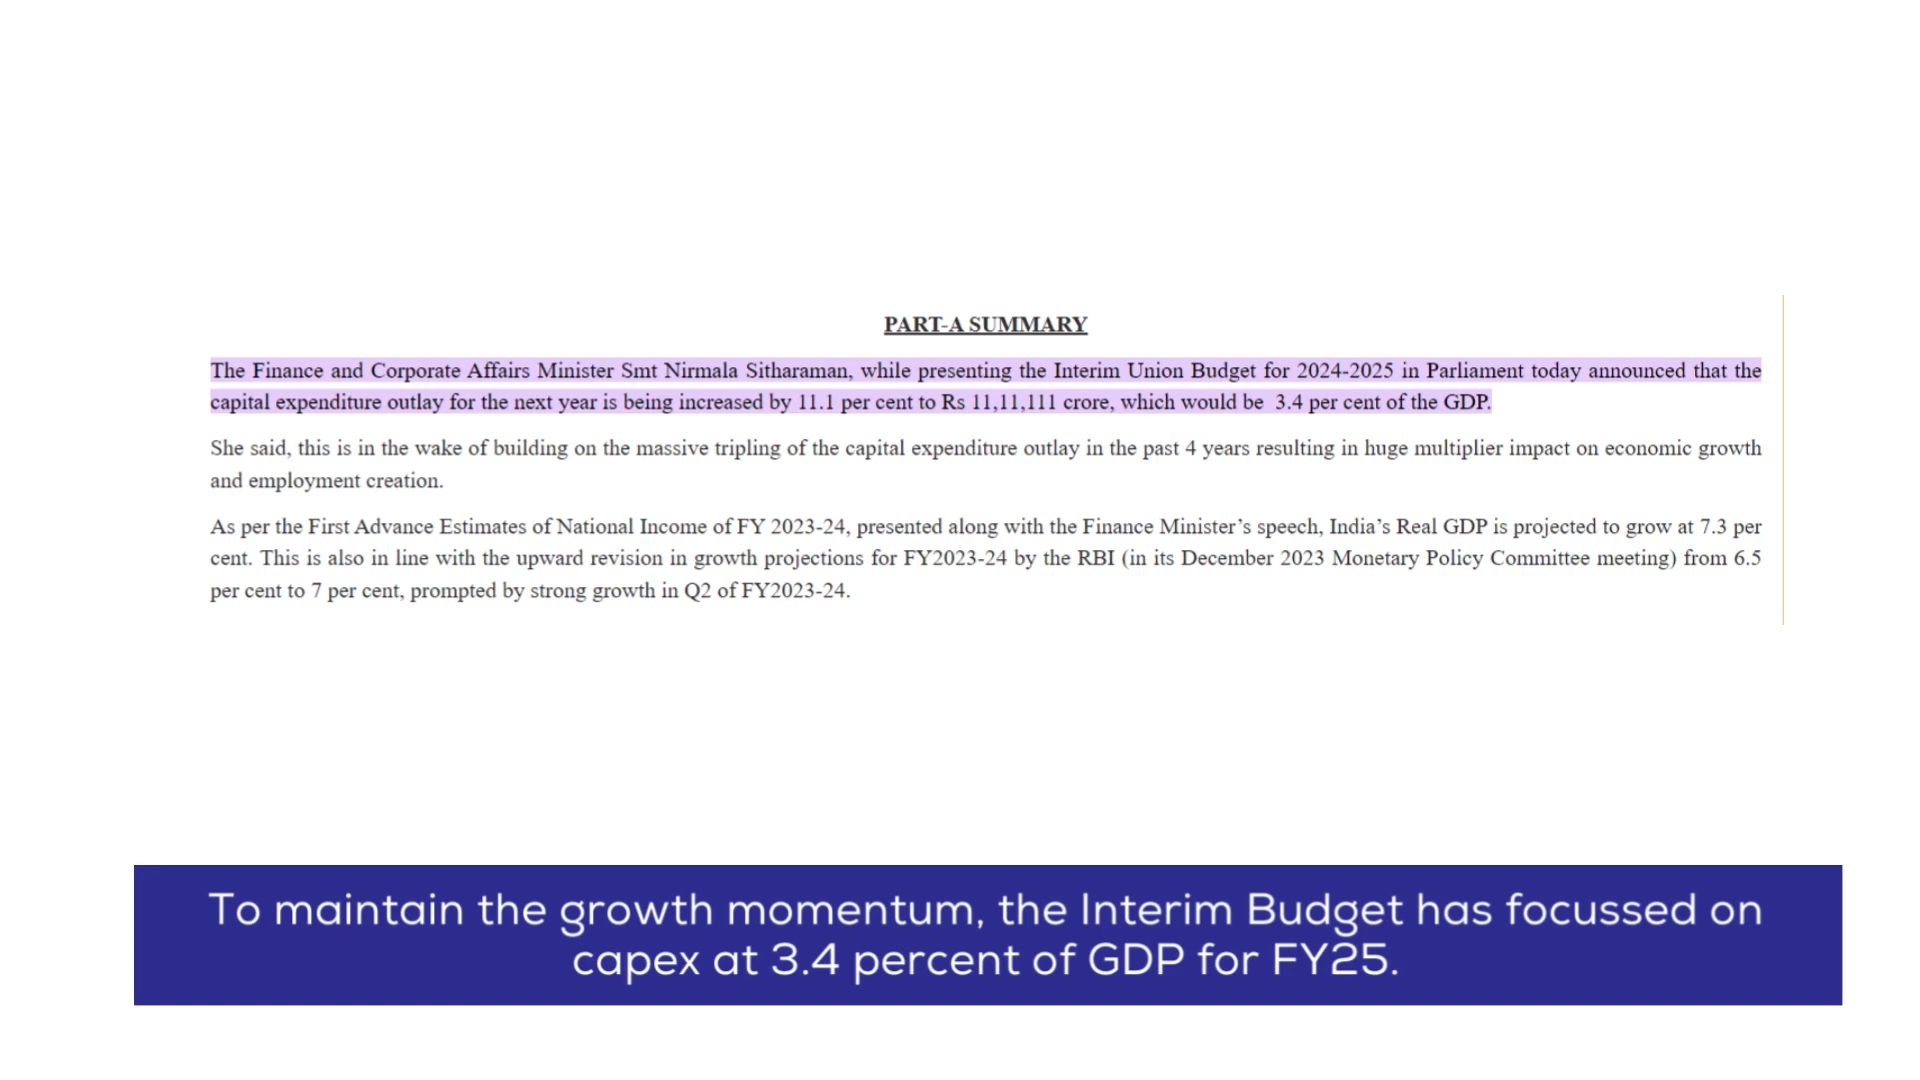 PART-A SUMMARY
The Finance and Corporate Affairs Minister Smt Nirmala Sitharaman, while presenting the Interim Union Budget for 2024-2025 in Parliament today announced that the
capital expenditure outlay for the next year is being increased by 11.1 per cent to Rs 11,11,111 crore, which would be  3.4 per cent of the GDP.
She said, this is in the wake of building on the massive tripling of the capital expenditure outlay in the past 4 years resulting in huge multiplier impact on economic growth
and employment creation.
As per the First Advance Estimates of National Income of FY 2023-24, presented along with the Finance Minister’s speech, India’s Real GDP is projected to grow at 7.3 per
cent. This is also in line with the upward revision in growth projections for FY2023-24 by the RBI (in its December 2023 Monetary Policy Committee meeting) from 6.5
per cent to 7 per cent, prompted by strong growth in Q2 of FY2023-24.
To maintain the growth momentum, the Interim Budget has focussed on
capex at 3.4 percent of GDP for FY25.